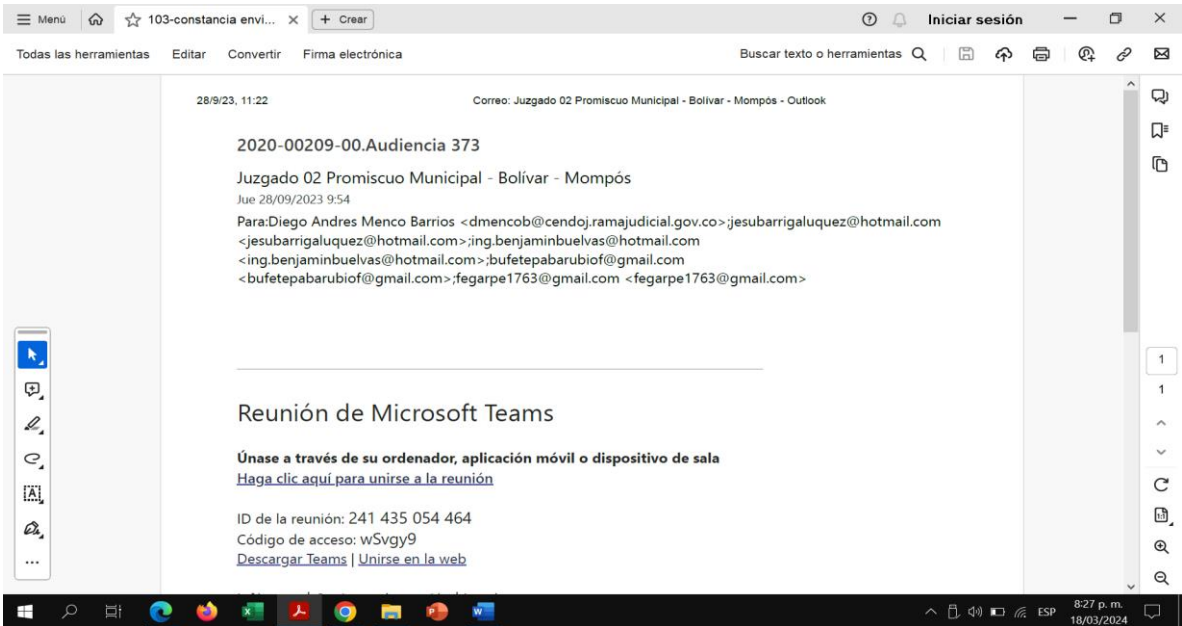 Menú
103-constancia envi...
+ Crear
Iniciar sesión
Todas las herramientas Editar Convertir Firma electrónica
Buscar texto o herramientas
28/9/23, 11:22 Correo: Juzgado 02 Promiscuo Municipal - Bolívar - Mompós - Outlook
2020-00209-00.Audiencia 373
Juzgado 02 Promiscuo Municipal - Bolívar - Mompós
Jue 28/09/2023 9:54
Para:Diego Andres Menco Barrios <dmencob@cendoj.ramajudicial.gov.co>;jesubarrigaluquez@hotmail.com
<jesubarrigaluquez@hotmail.com>;ing.benjaminbuelvas@hotmail.com
<ing.benjaminbuelvas@hotmail.com>;bufetepabarubiof@gmail.com
<bufetepabarubiof@gmail.com>;fegarpe1763@gmail.com <fegarpe1763@gmail.com>
Reunión de Microsoft Teams
Únase a través de su ordenador, aplicación móvil o dispositivo de sala
Haga clic aquí para unirse a la reunión
ID de la reunión: 241 435 054 464
Código de acceso: wSvgy9
Descargar Teams | Unirse en la web
1
1
ESP
8:27 p. m.
18/03/2024